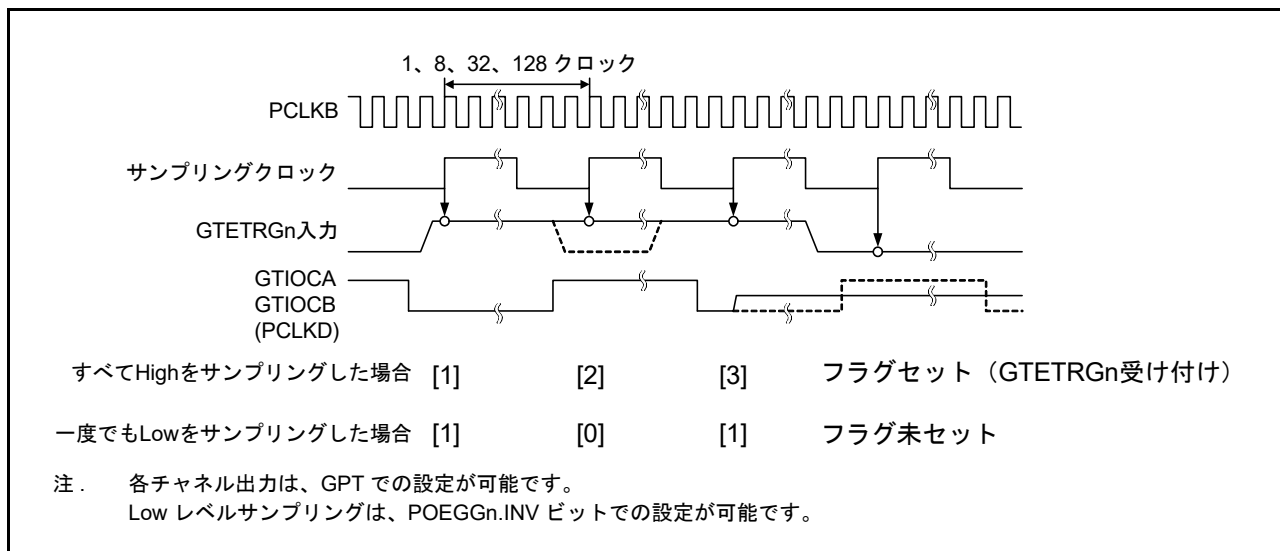 1、8、32、128 クロック
PCLKB
サンプリングクロック
GTETRGn入力
GTIOCA
GTIOCB
(PCLKD)
すべてHighをサンプリングした場合 [1] [2] [3] フラグセット（GTETRGn受け付け）
一度でもLowをサンプリングした場合 [1] [0] [1] フラグ未セット
注. 各チャネル出力は、GPT での設定が可能です。
Low レベルサンプリングは、POEGGn.INV ビットでの設定が可能です。